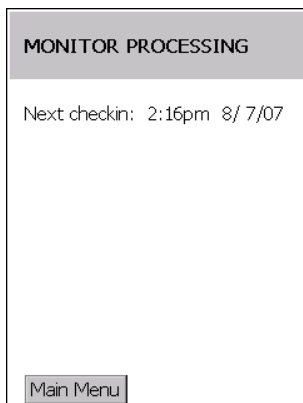 MONITOR PROCESSING
Next checkin: 2:16pm 8/ 7/07
Main Menu